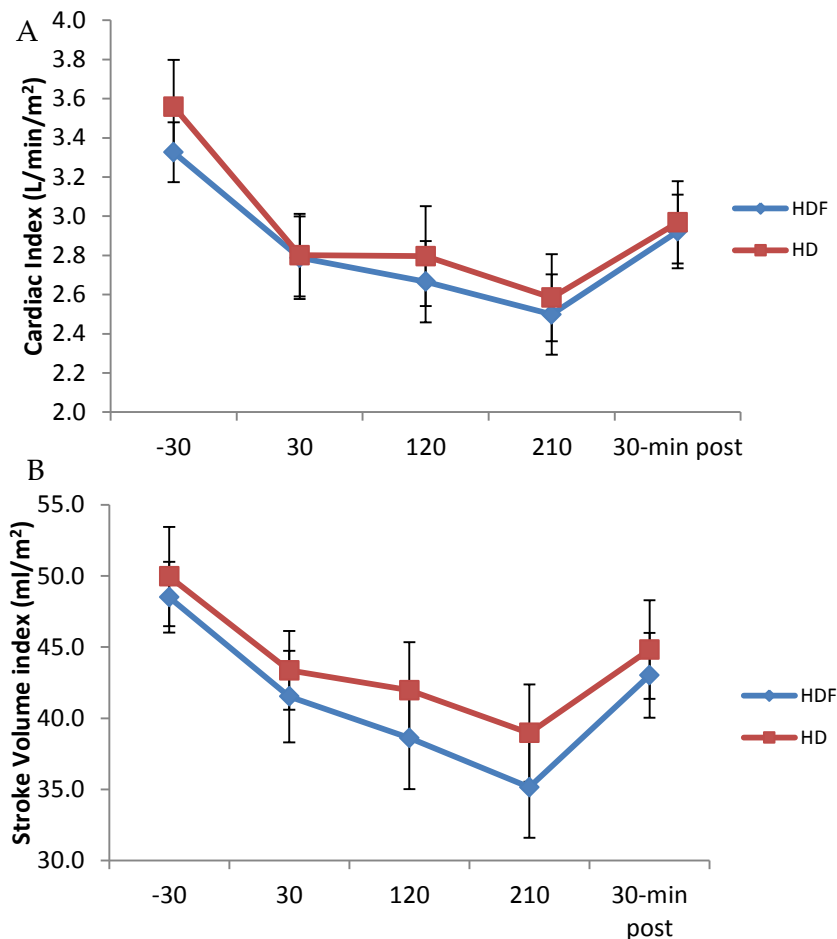 A
Cardiac Index (L/min/m²)
4.0
3.8
3.6
3.4
3.2
3.0
2.8
2.6
2.4
2.2
2.0
-30 30 120 210 30-min post
HDF
HD
B
Stroke Volume index (ml/m²)
55.0
50.0
45.0
40.0
35.0
30.0
-30 30 120 210 30-min
post
HDF
HD